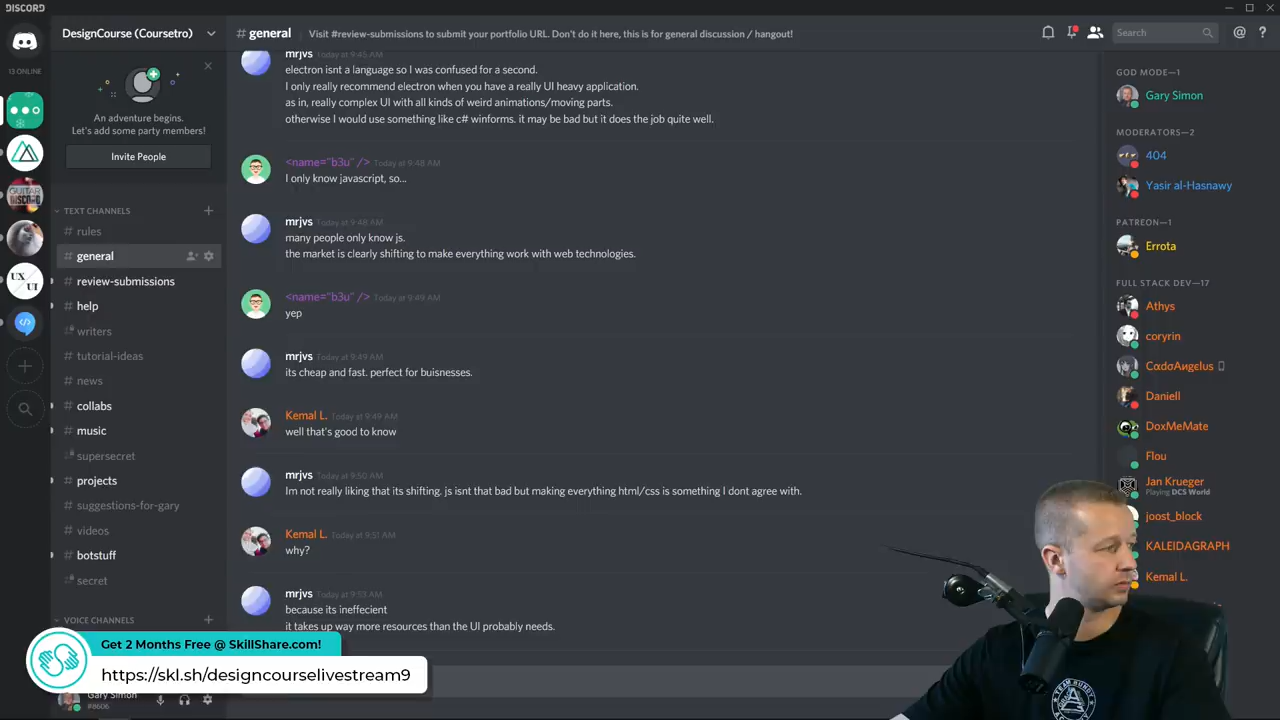 DISCORD
13 ONLINE
DesignCourse (Coursetro)
An adventure begins.
Let's add some party members!
Invite People
TEXT CHANNELS
rules
general
review-submissions
help
writers
tutorial-ideas
news
collabs
music
supersecret
projects
suggestions-for-gary
videos
botstuff
secret
VOICE CHANNELS
Gary Simon
#8606
GUITAR
DISCORD
UX
UI
# general
Visit #review-submissions to submit your portfolio URL. Don't do it here, this is for general discussion / hangout!
Search
mrjvs Today at 9:45 AM
electron isnt a language so I was confused for a second.
I only really recommend electron when you have a really UI heavy application.
as in, really complex UI with all kinds of weird animations/moving parts.
otherwise I would use something like c# winforms. it may be bad but it does the job quite well.
<name="b3u" /> Today at 9:48 AM
I only know javascript, so...
mrjvs Today at 9:48 AM
many people only know js.
the market is clearly shifting to make everything work with web technologies.
<name="b3u" /> Today at 9:49 AM
yep
mrjvs Today at 9:49 AM
its cheap and fast. perfect for buisnesses.
Kemal L. Today at 9:49 AM
well that's good to know
mrjvs Today at 9:50 AM
Im not really liking that its shifting. js isnt that bad but making everything html/css is something I dont agree with.
Kemal L. Today at 9:51 AM
why?
mrjvs Today at 9:53 AM
because its ineffecient
it takes up way more resources than the UI probably needs.
GOD MODE—1
Gary Simon
MODERATORS—2
404
Yasir al-Hasnawy
PATREON—1
Errota
FULL STACK DEV—17
Athys
coryrin
CαdσAиgєlus
Daniell
DoxMeMate
Flou
Jan Krueger
Playing DCS World
joost_block
KALEIDAGRAPH
Kemal L.
Get 2 Months Free @ SkillShare.com!
https://skl.sh/designcourselivestream9